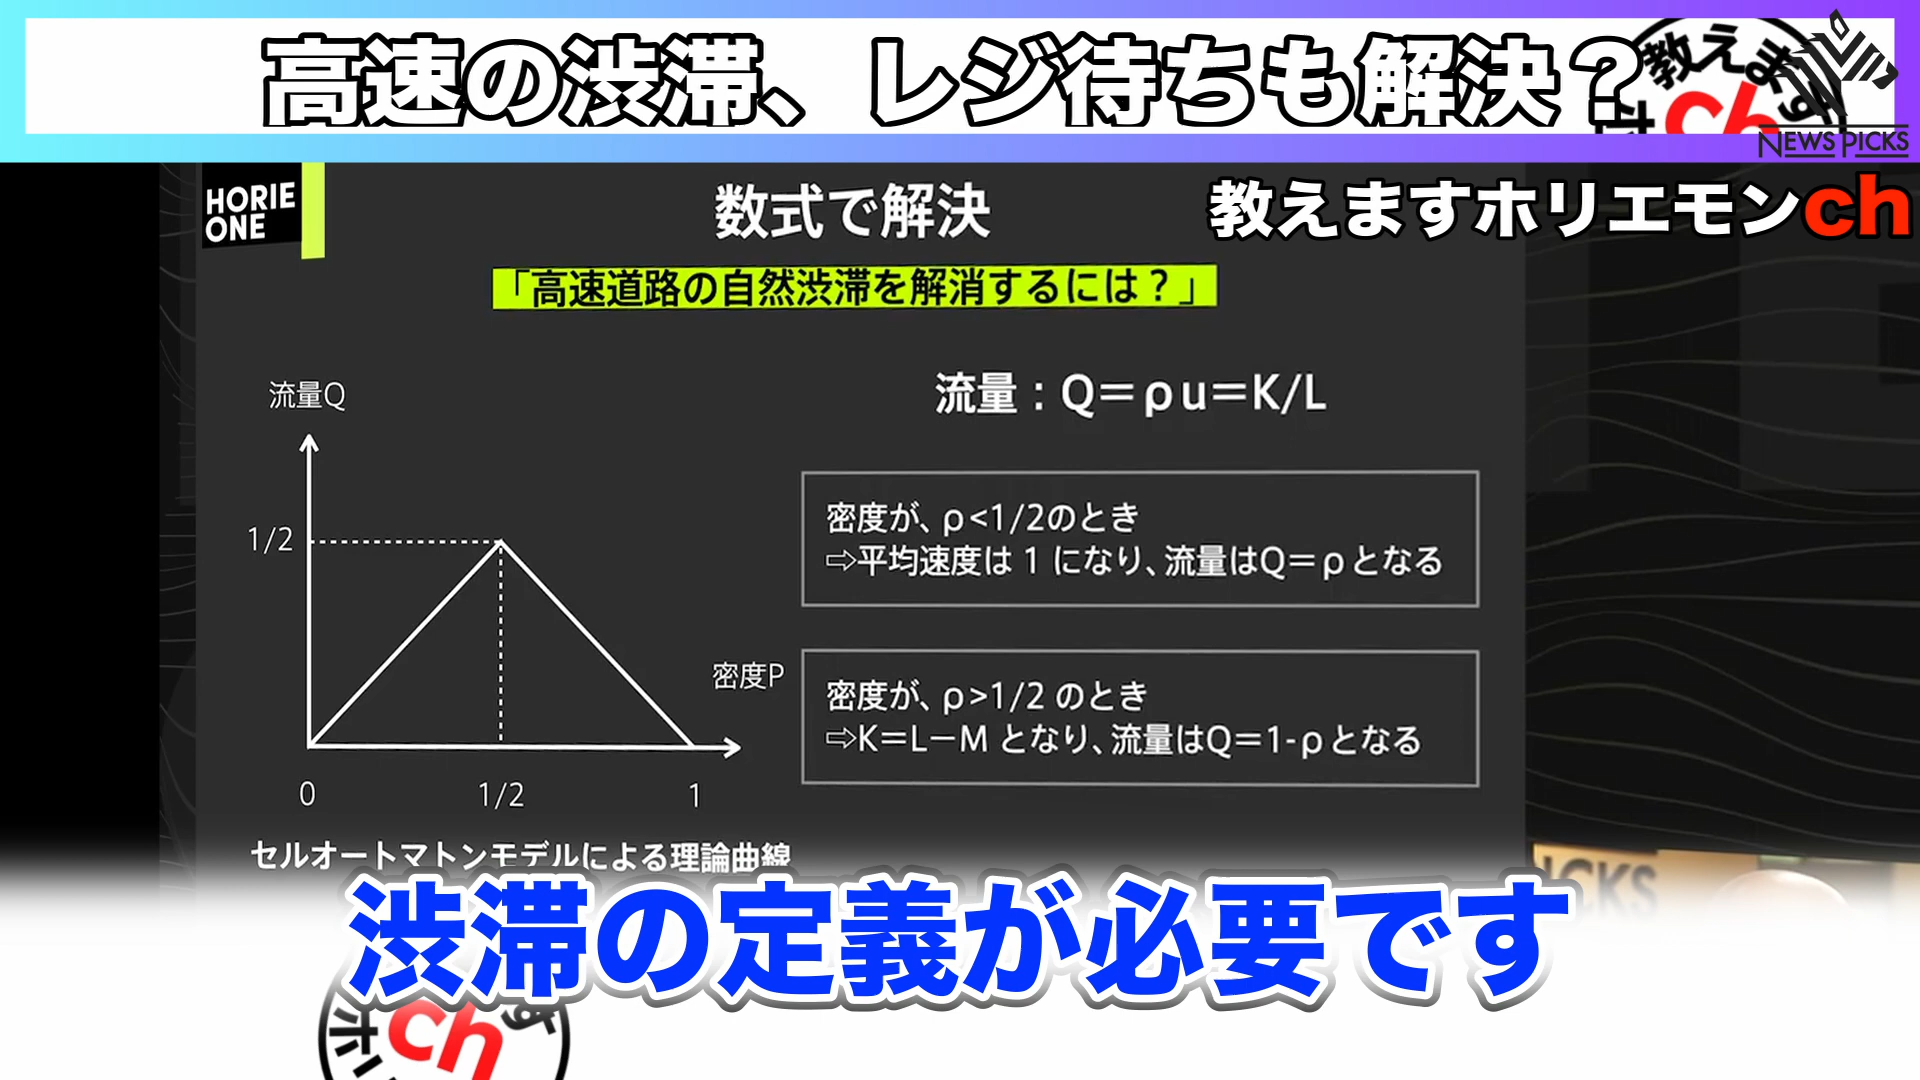 高速の渋滞、レジ待ちも解決？
教えます
ch
NEWS PICKS
HORIE
ONE
数式で解決
教えますホリエモンch
「高速道路の自然渋滞を解消するには？」
流量Q
流量：Q＝ρu＝K/L
1/2
密度が、ρ<1/2のとき
⇨平均速度は 1 になり、流量はQ＝ρとなる
密度P
密度が、ρ>1/2 のとき
⇨K＝L－M となり、流量はQ＝1-ρとなる
0
1/2
1
セルオートマトンモデルによる理論曲線
ICKS
渋滞の定義が必要です
ch